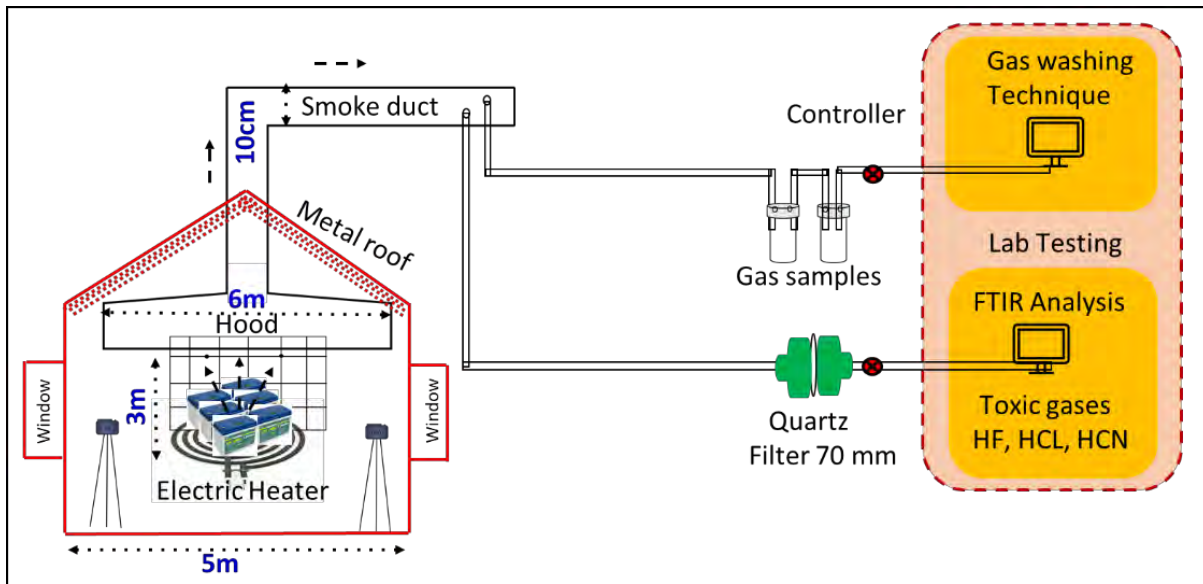 Smoke duct
10cm
Metal roof
6m
Hood
3m
Window
Window
Electric Heater
5m
Controller
Gas samples
Quartz
Filter 70 mm
Gas washing
Technique
Lab Testing
FTIR Analysis
Toxic gases
HF, HCL, HCN